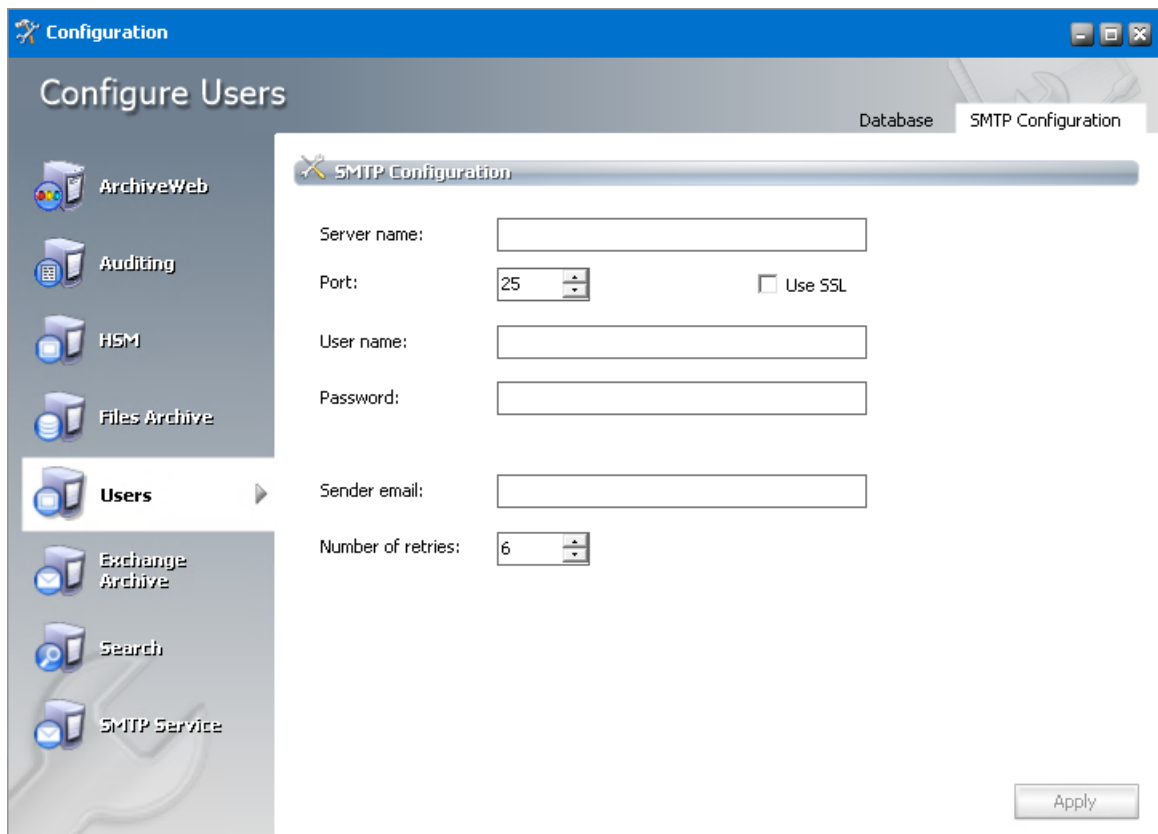 Configuration
Configure Users
Database SMTP Configuration
ArchiveWeb
Auditing
HSM
Files Archive
Users
Exchange
Archive
Search
SMTP Service
SMTP Configuration
Server name:
Port: 25 Use SSL
User name:
Password:
Sender email:
Number of retries: 6
Apply